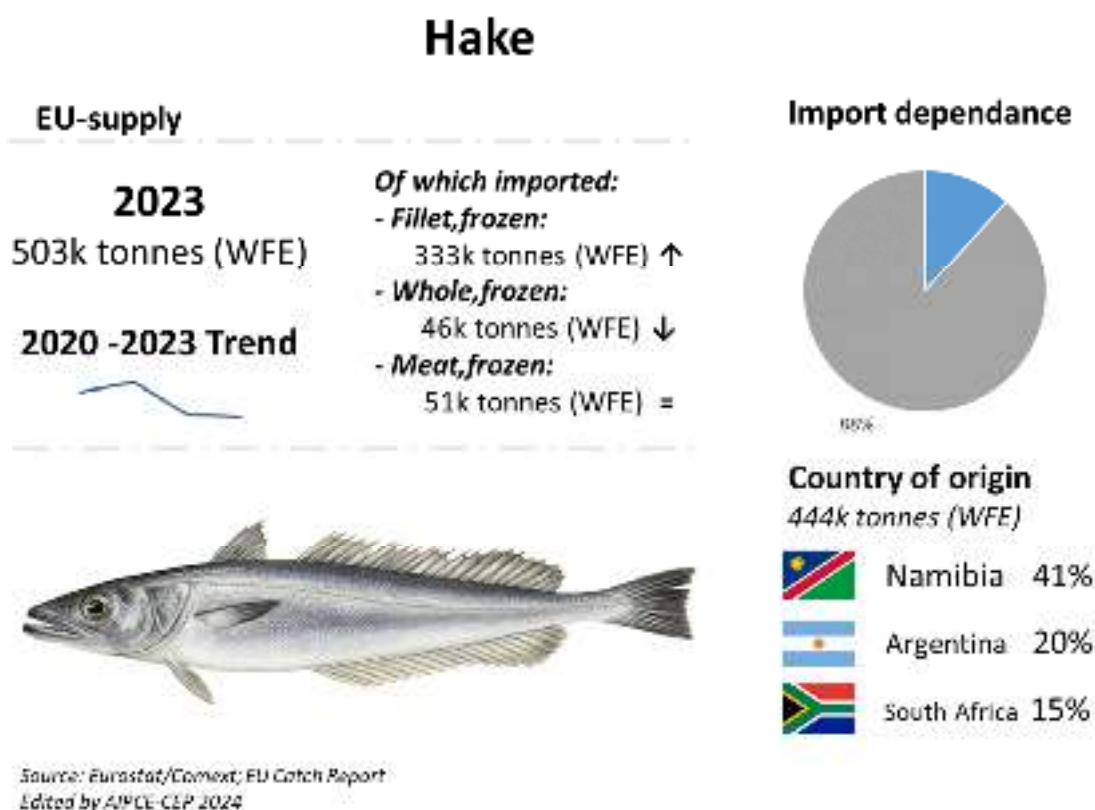 Hake
EU-supply
2023
503k tonnes (WFE)
2020 -2023 Trend
Of which imported:
- Fillet,frozen:
333k tonnes (WFE) ↑
- Whole,frozen:
46k tonnes (WFE) ↓
- Meat,frozen:
51k tonnes (WFE) =
Import dependance
Country of origin
444k tonnes (WFE)
Namibia 41%
Argentina 20%
South Africa 15%
Source: Eurostat/Comext; EU Catch Report
Edited by AIPCE-CEP 2024